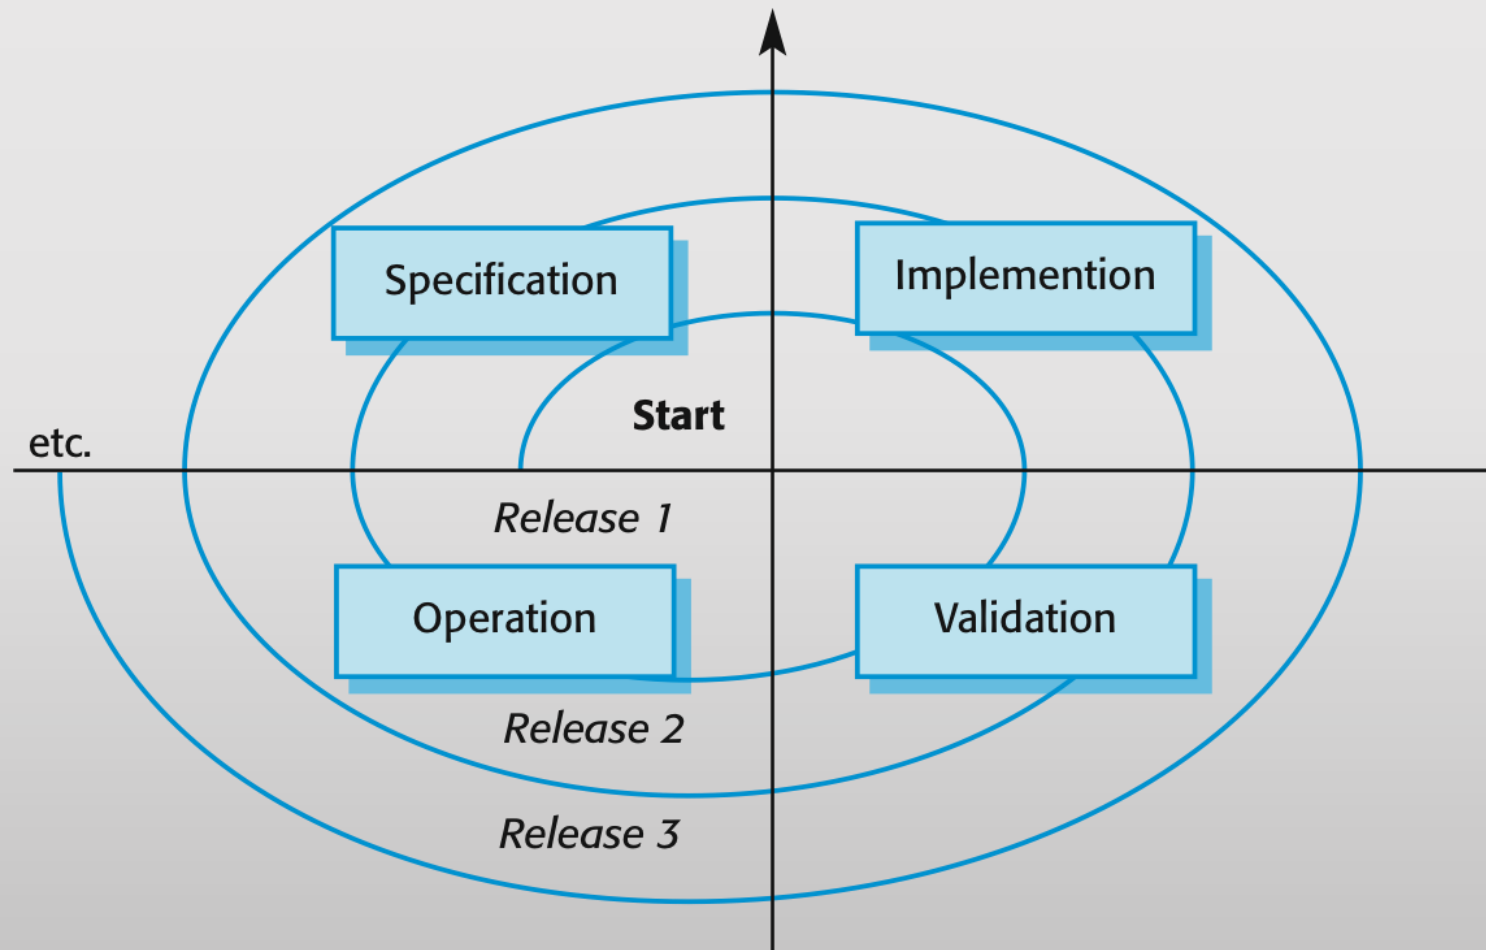 Specification
Implemention
Start
etc.
Release 1
Operation
Validation
Release 2
Release 3